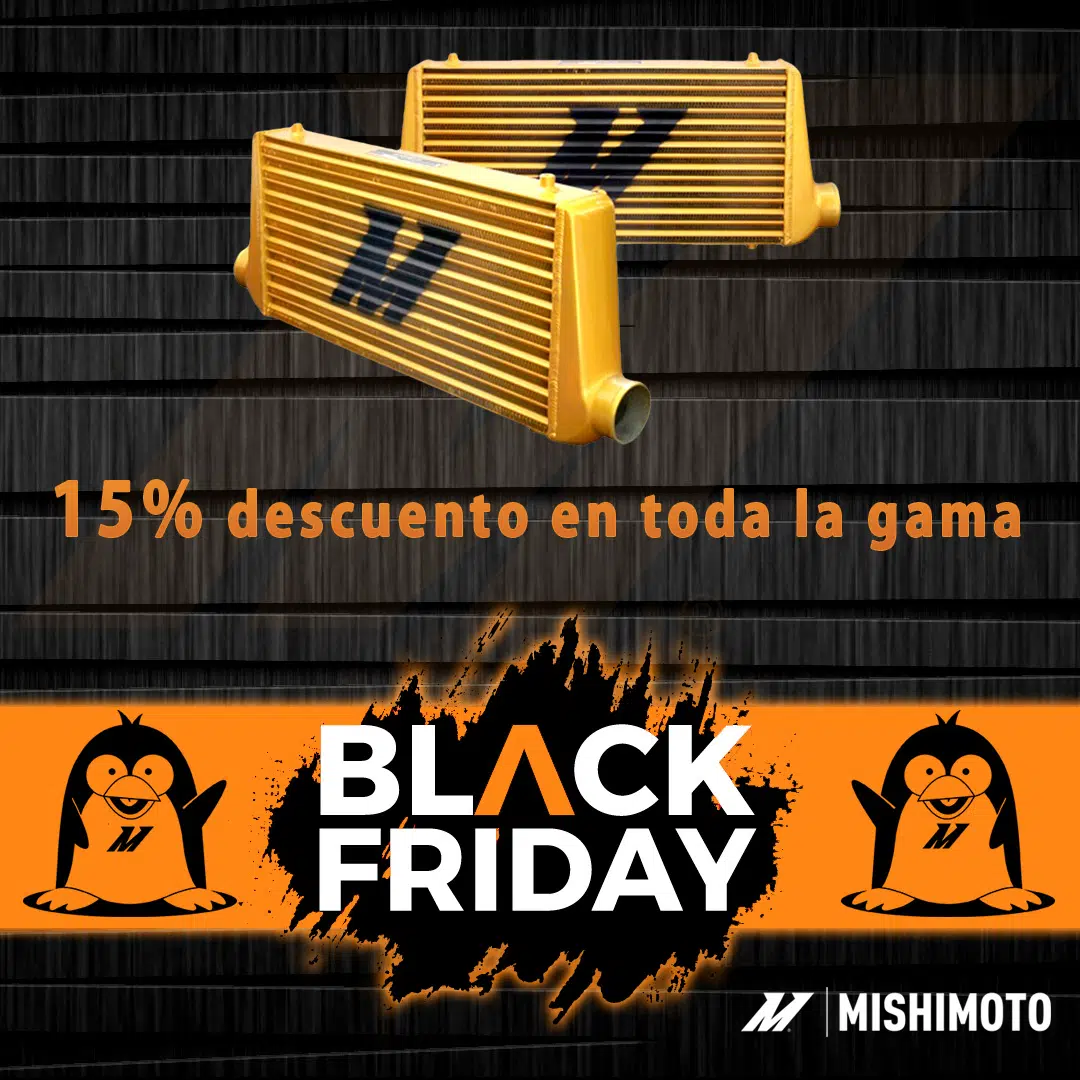 M
M
15% descuento en toda la gama
BLACK
FRIDAY
M
M
M | MISHIMOTO